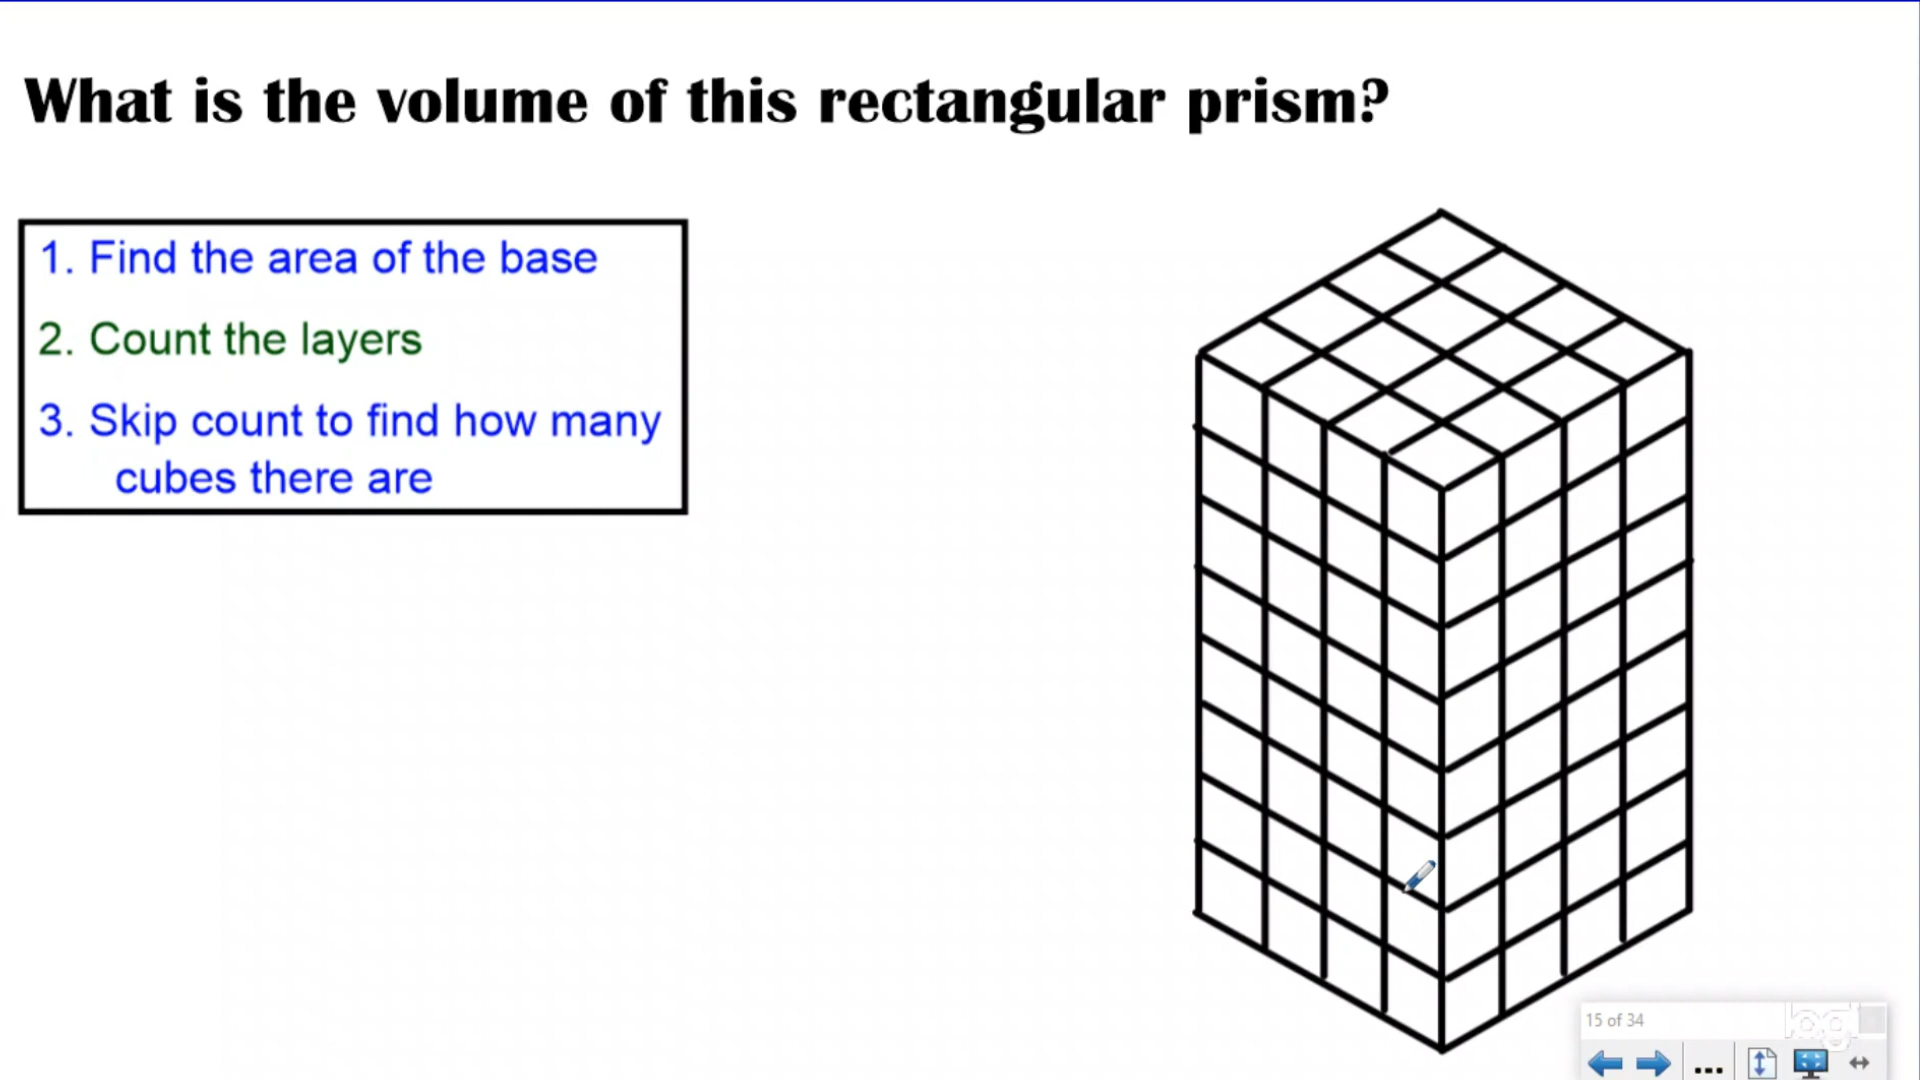 What is the volume of this rectangular prism?
1. Find the area of the base
2. Count the layers
3. Skip count to find how many
cubes there are
15 of 34
...